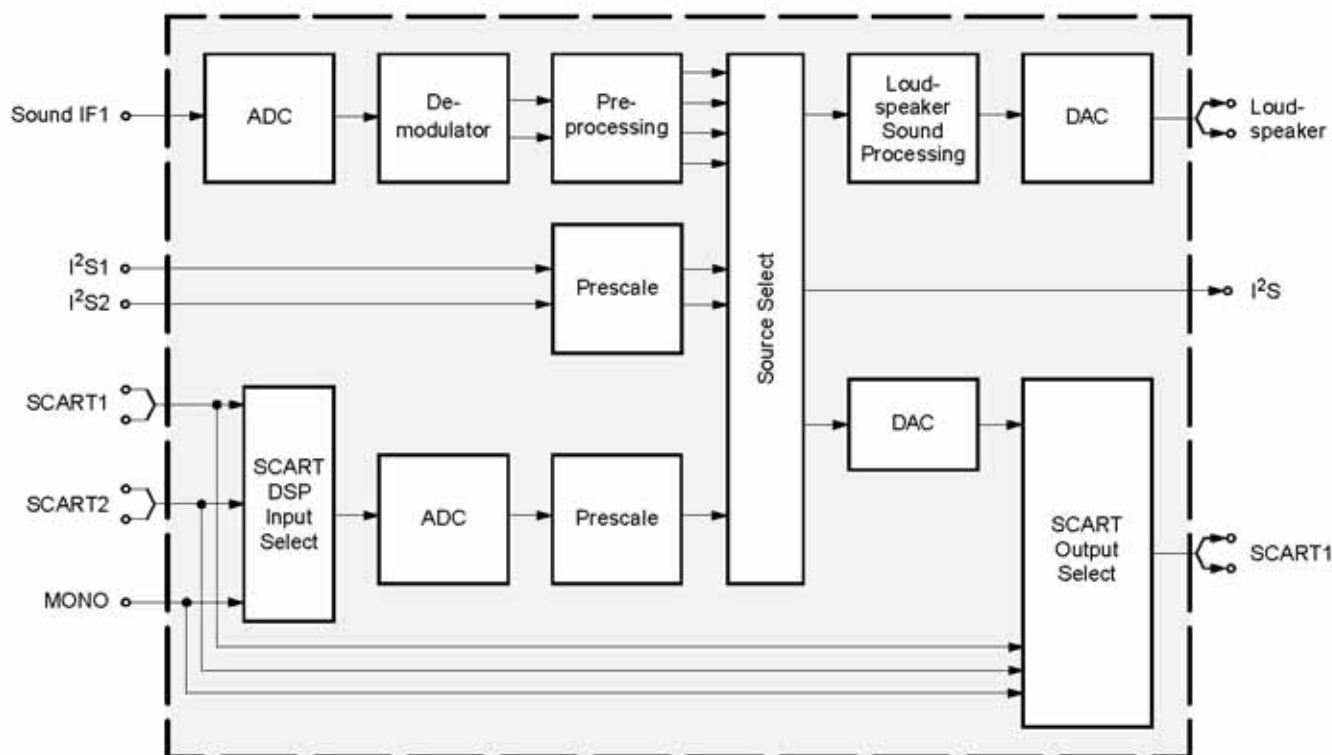 Sound IF1
ADC
De-
modulator
Pre-
processing
Loud-
speaker
Sound
Processing
DAC
Loud-
speaker
I²S1
I²S2
Prescale
Source Select
I²S
SCART1
SCART2
MONO
SCART
DSP
Input
Select
ADC
Prescale
DAC
SCART
Output
Select
SCART1